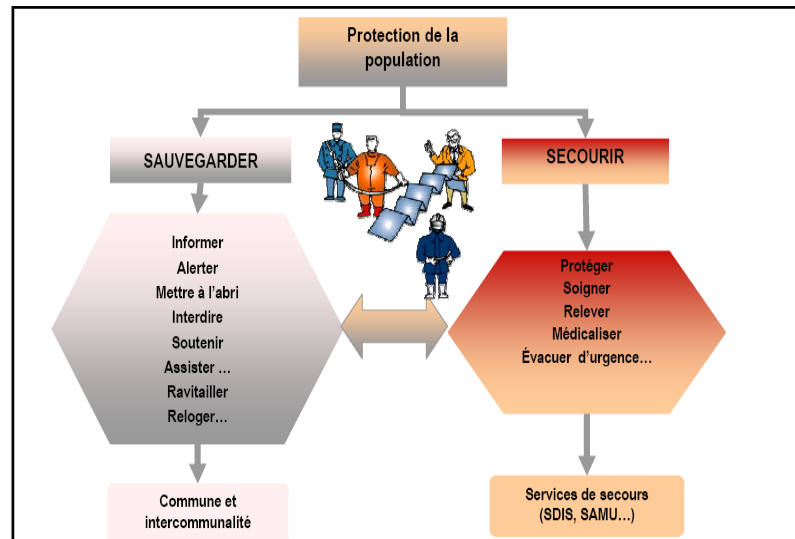 Protection de la
population
SAUVEGARDER
SECOURIR
Informer
Alerter
Mettre à l'abri
Interdire
Soutenir
Assister ...
Ravitailler
Reloger...
Protéger
Soigner
Relever
Médicaliser
Évacuer d'urgence...
Commune et
intercommunalité
Services de secours
(SDIS, SAMU...)